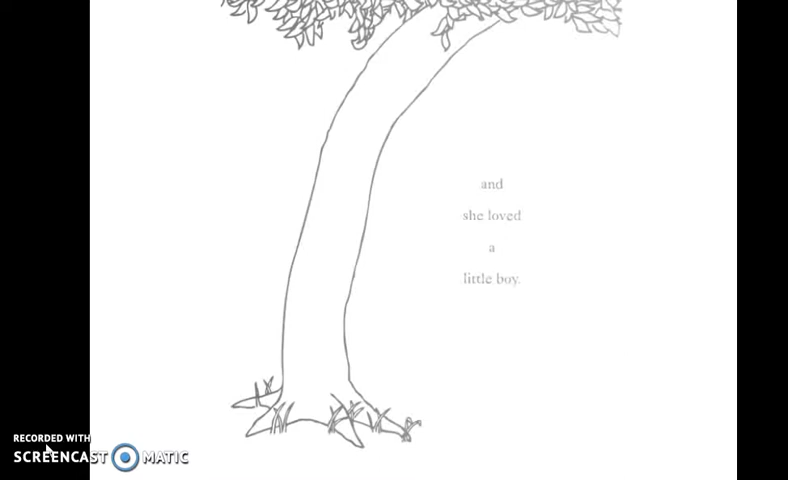 and
she loved
a
little boy.
RECORDED WITH
SCREENCAST MATIC